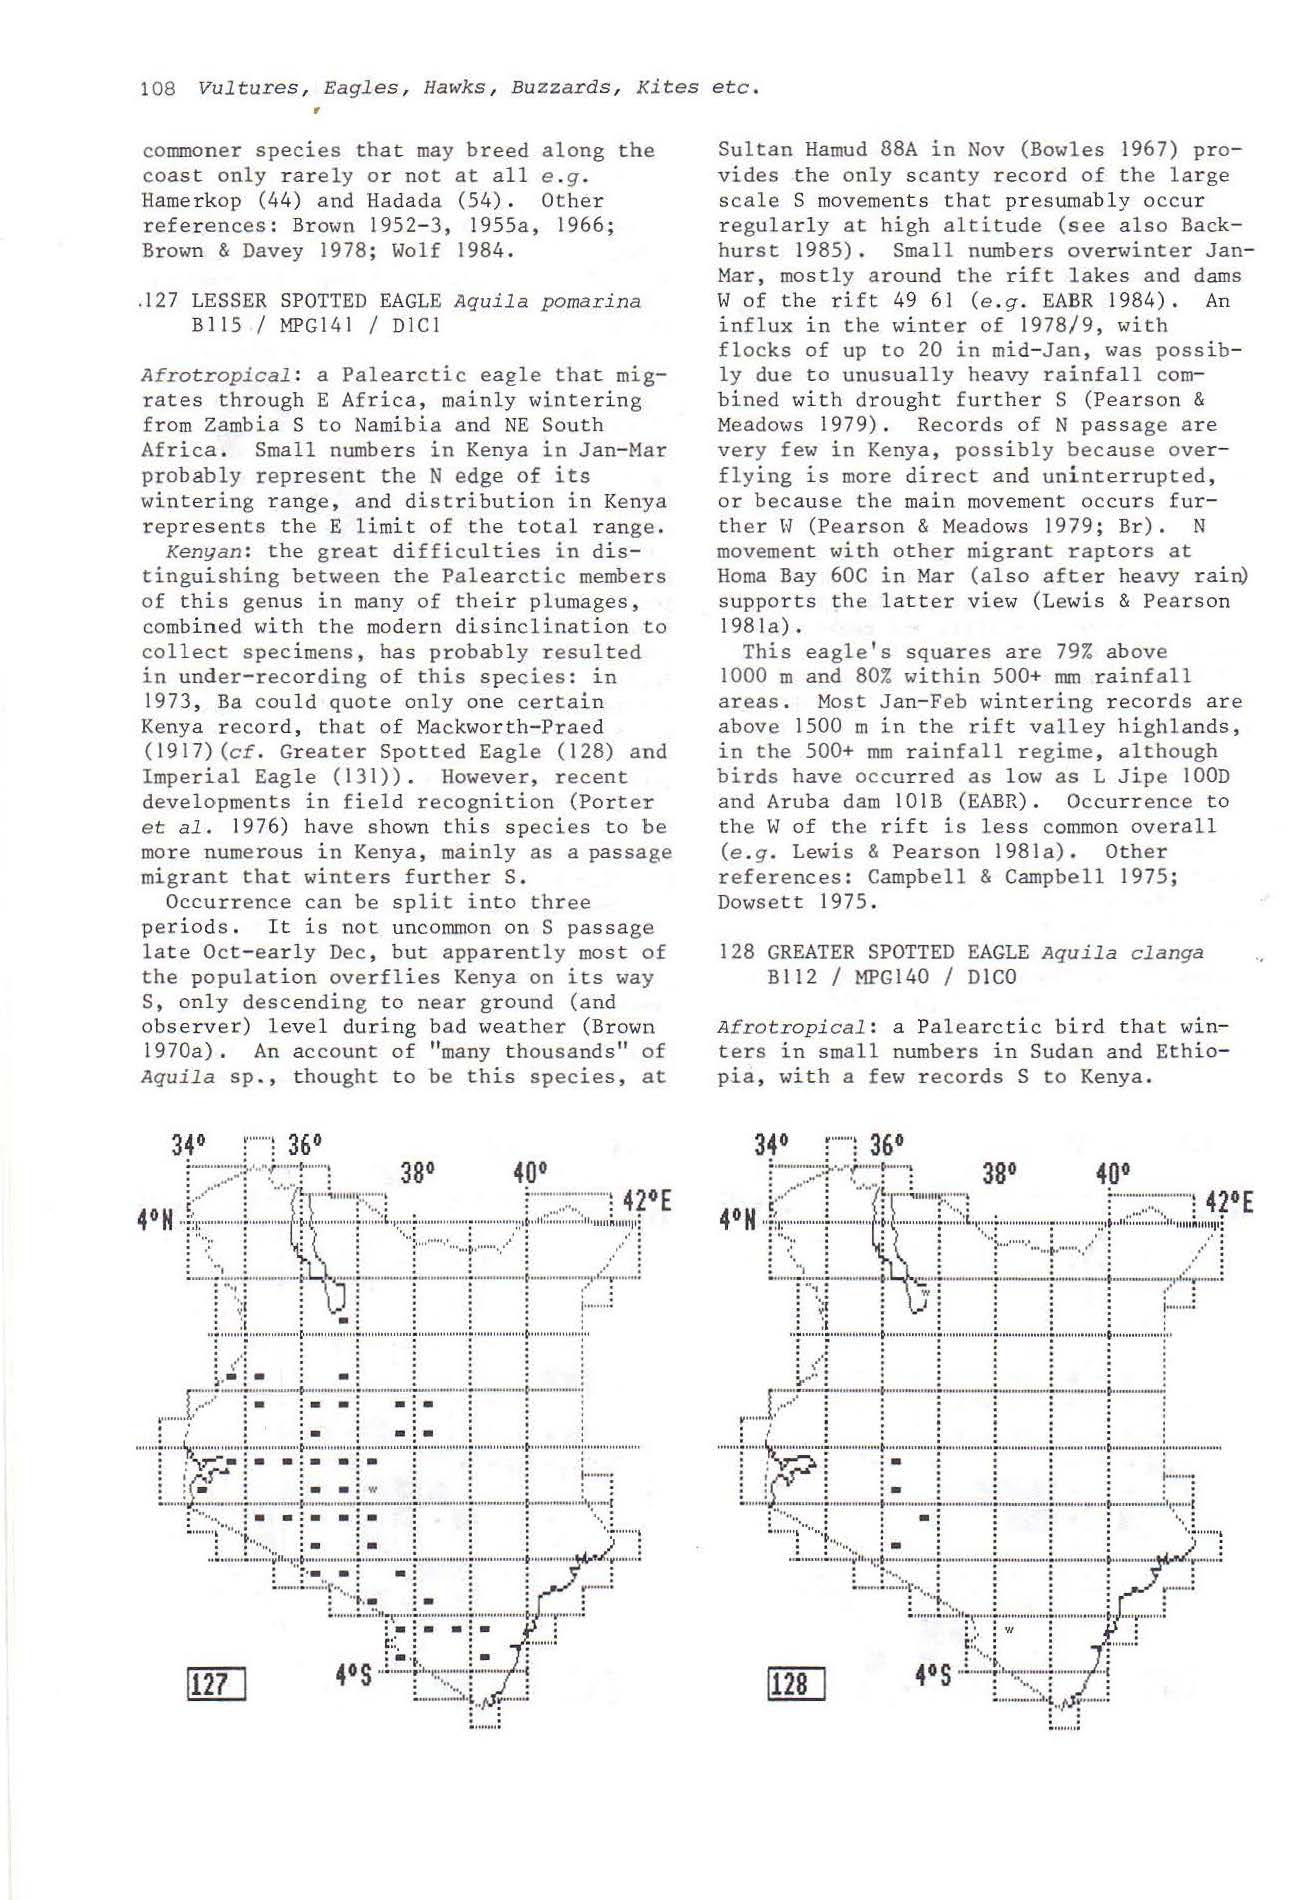 108 Vultures, Eagles, Hawks, Buzzards, Kites etc.
commoner species that may breed along the
coast only rarely or not at all e.g.
Hamerkop (44) and Hadada (54). Other
references: Brown 1952-3, 1955a, 1966;
Brown & Davey 1978; Wolf 1984.
.127 LESSER SPOTTED EAGLE Aquila pomarina
B115 / MPG141 / D1C1
Afrotropical: a Palearctic eagle that mig-
rates through E Africa, mainly wintering
from Zambia S to Namibia and NE South
Africa. Small numbers in Kenya in Jan-Mar
probably represent the N edge of its
wintering range, and distribution in Kenya
represents the E limit of the total range.
Kenyan: the great difficulties in dis-
tinguishing between the Palearctic members
of this genus in many of their plumages,
combined with the modern disinclination to
collect specimens, has probably resulted
in under-recording of this species: in
1973, Ba could quote only one certain
Kenya record, that of Mackworth-Praed
(1917) (cf. Greater Spotted Eagle (128) and
Imperial Eagle (131)). However, recent
developments in field recognition (Porter
et al. 1976) have shown this species to be
more numerous in Kenya, mainly as a passage
migrant that winters further S.
Occurrence can be split into three
periods. It is not uncommon on S passage
late Oct-early Dec, but apparently most of
the population overflies Kenya on its way
S, only descending to near ground (and
observer) level during bad weather (Brown
1970a). An account of "many thousands" of
Aquila sp., thought to be this species, at
Sultan Hamud 88A in Nov (Bowles 1967) pro-
vides the only scanty record of the large
scale S movements that presumably occur
regularly at high altitude (see also Back-
hurst 1985). Small numbers overwinter Jan-
Mar, mostly around the rift lakes and dams
W of the rift 49 61 (e.g. EABR 1984). An
influx in the winter of 1978/9, with
flocks of up to 20 in mid-Jan, was possib-
ly due to unusually heavy rainfall com-
bined with drought further S (Pearson &
Meadows 1979). Records of N passage are
very few in Kenya, possibly because over-
flying is more direct and uninterrupted,
or because the main movement occurs fur-
ther W (Pearson & Meadows 1979; Br). N
movement with other migrant raptors at
Homa Bay 60C in Mar (also after heavy rain)
supports the latter view (Lewis & Pearson
1981a).
This eagle's squares are 79% above
1000 m and 80% within 500+ mm rainfall
areas. Most Jan-Feb wintering records are
above 1500 m in the rift valley highlands,
in the 500+ mm rainfall regime, although
birds have occurred as low as L Jipe 100D
and Aruba dam 101B (EABR). Occurrence to
the W of the rift is less common overall
(e.g. Lewis & Pearson 1981a). Other
references: Campbell & Campbell 1975;
Dowsett 1975.
128 GREATER SPOTTED EAGLE Aquila clanga
B112 / MPG140 / D1C0
Afrotropical: a Palearctic bird that win-
ters in small numbers in Sudan and Ethio-
pia, with a few records S to Kenya.
34° 36°
38° 40°
42°E
4°N
W
4°S
127
34° 36°
38° 40°
42°E
4°N
W
W
4°S
128